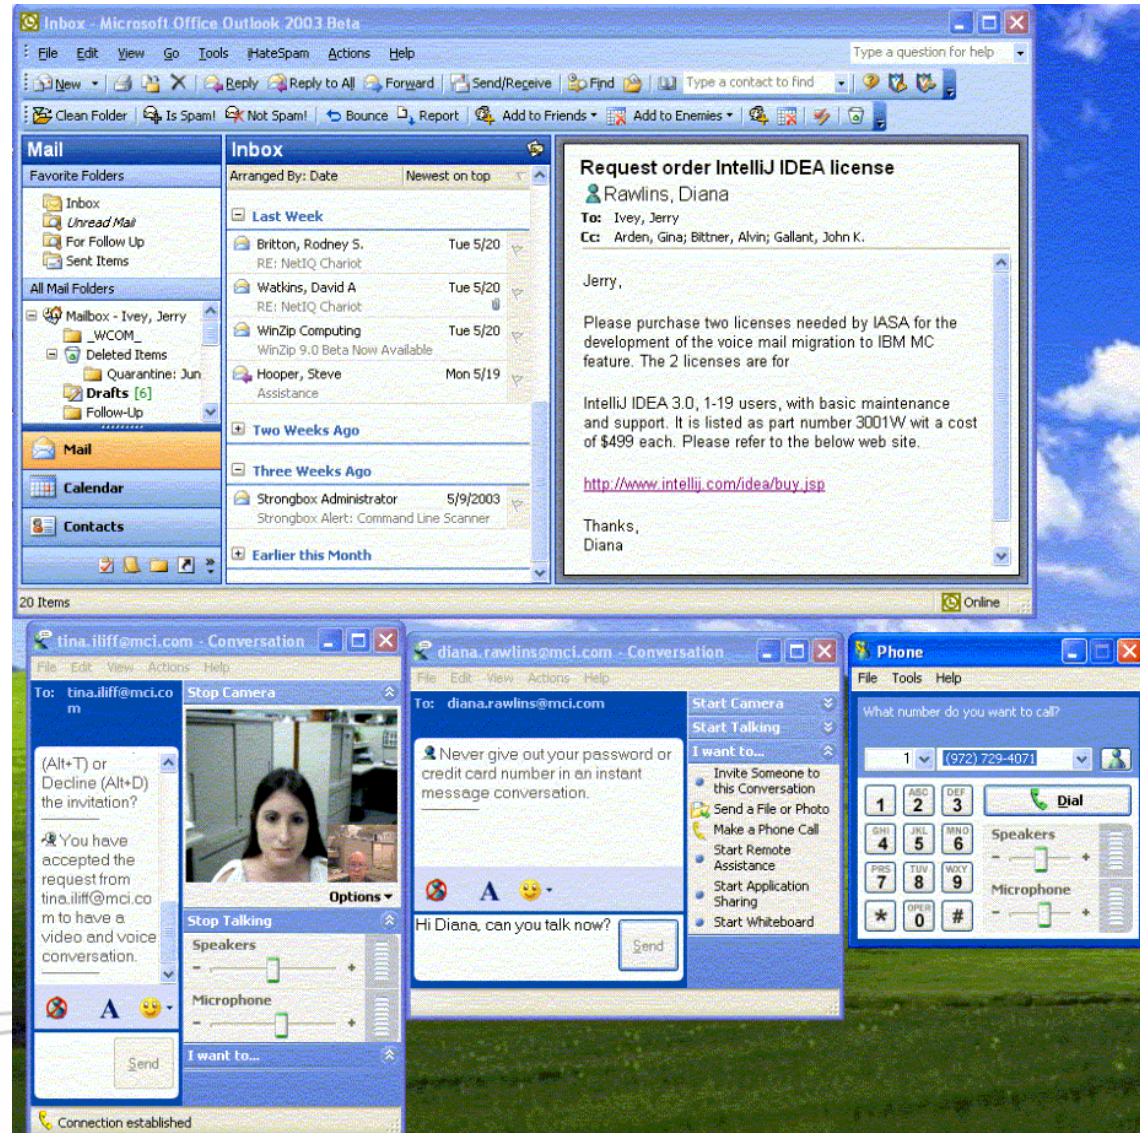 Inbox - Microsoft Office Outlook 2003 Beta
File Edit View Go Tools iHateSpam Actions Help
Type a question for help
New Reply Reply to All Forward Send/Receive Find Type a contact to find
Clean Folder Is Spam! Not Spam! Bounce Report Add to Friends Add to Enemies
Mail
Favorite Folders
Inbox
Unread Mail
For Follow Up
Sent Items
All Mail Folders
Mailbox - Ivey, Jerry
_WCOM_
Deleted Items
Quarantine: Jun
Drafts [6]
Follow-Up
Mail
Calendar
Contacts
Inbox
Arranged By: Date Newest on top
Last Week
Britton, Rodney S. Tue 5/20
RE: NetIQ Chariot
Watkins, David A Tue 5/20
RE: NetIQ Chariot
WinZip Computing Tue 5/20
WinZip 9.0 Beta Now Available
Hooper, Steve Mon 5/19
Assistance
Two Weeks Ago
Three Weeks Ago
Strongbox Administrator 5/9/2003
Strongbox Alert: Command Line Scanner
Earlier this Month
Request order IntelliJ IDEA license
Rawlins, Diana
To: Ivey, Jerry
Cc: Arden, Gina; Bittner, Alvin; Gallant, John K.
Jerry,
Please purchase two licenses needed by IASA for the
development of the voice mail migration to IBM MC
feature. The 2 licenses are for
IntelliJ IDEA 3.0, 1-19 users, with basic maintenance
and support. It is listed as part number 3001W wit a cost
of $499 each. Please refer to the below web site.
http://www.intellij.com/idea/buy.jsp
Thanks,
Diana
20 Items
Online
tina.iliff@mci.com - Conversation
File Edit View Actions Help
To: tina.iliff@mci.co
m
Stop Camera
(Alt+T) or
Decline (Alt+D)
the invitation?
You have
accepted the
request from
tina.iliff@mci.co
m to have a
video and voice
conversation.
A
Send
Options
Stop Talking
Speakers
- +
Microphone
- +
I want to...
Connection established
diana.rawlins@mci.com - Conversation
File Edit View Actions Help
To: diana.rawlins@mci.com
Never give out your password or
credit card number in an instant
message conversation.
A
Hi Diana, can you talk now?
Send
Start Camera
Start Talking
I want to...
Invite Someone to
this Conversation
Send a File or Photo
Make a Phone Call
Start Remote
Assistance
Start Application
Sharing
Start Whiteboard
Phone
File Tools Help
What number do you want to call?
1 (972) 729-4071
1 ABC 2 DEF 3
GHI 4 JKL 5 MNO 6
PRS 7 TUV 8 WXY 9
* OPER 0 #
Dial
Speakers
- +
Microphone
- +